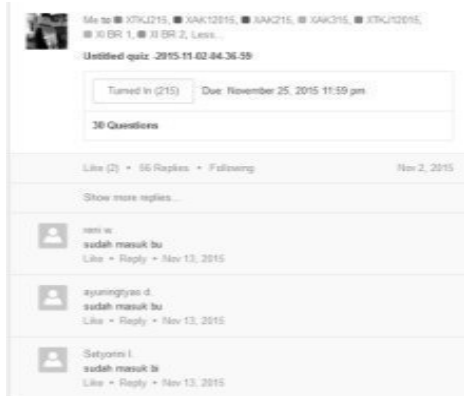 Me to XTKJ215, XAK12015, XAK215, XAK315, XTKJ12015,
XI BR 1, XI BR 2, Less...
Untitled quiz -2015-11-02-04-36-59
Turned In (215) Due: November 25, 2015 11:59 pm
30 Questions
Like (2) • 56 Replies • Following Nov 2, 2015
Show more replies...
reni w.
sudah masuk bu
Like • Reply • Nov 13, 2015
ayuningtyas d.
sudah masuk bu
Like • Reply • Nov 13, 2015
Setyorini I.
sudah masuk bi
Like • Reply • Nov 13, 2015